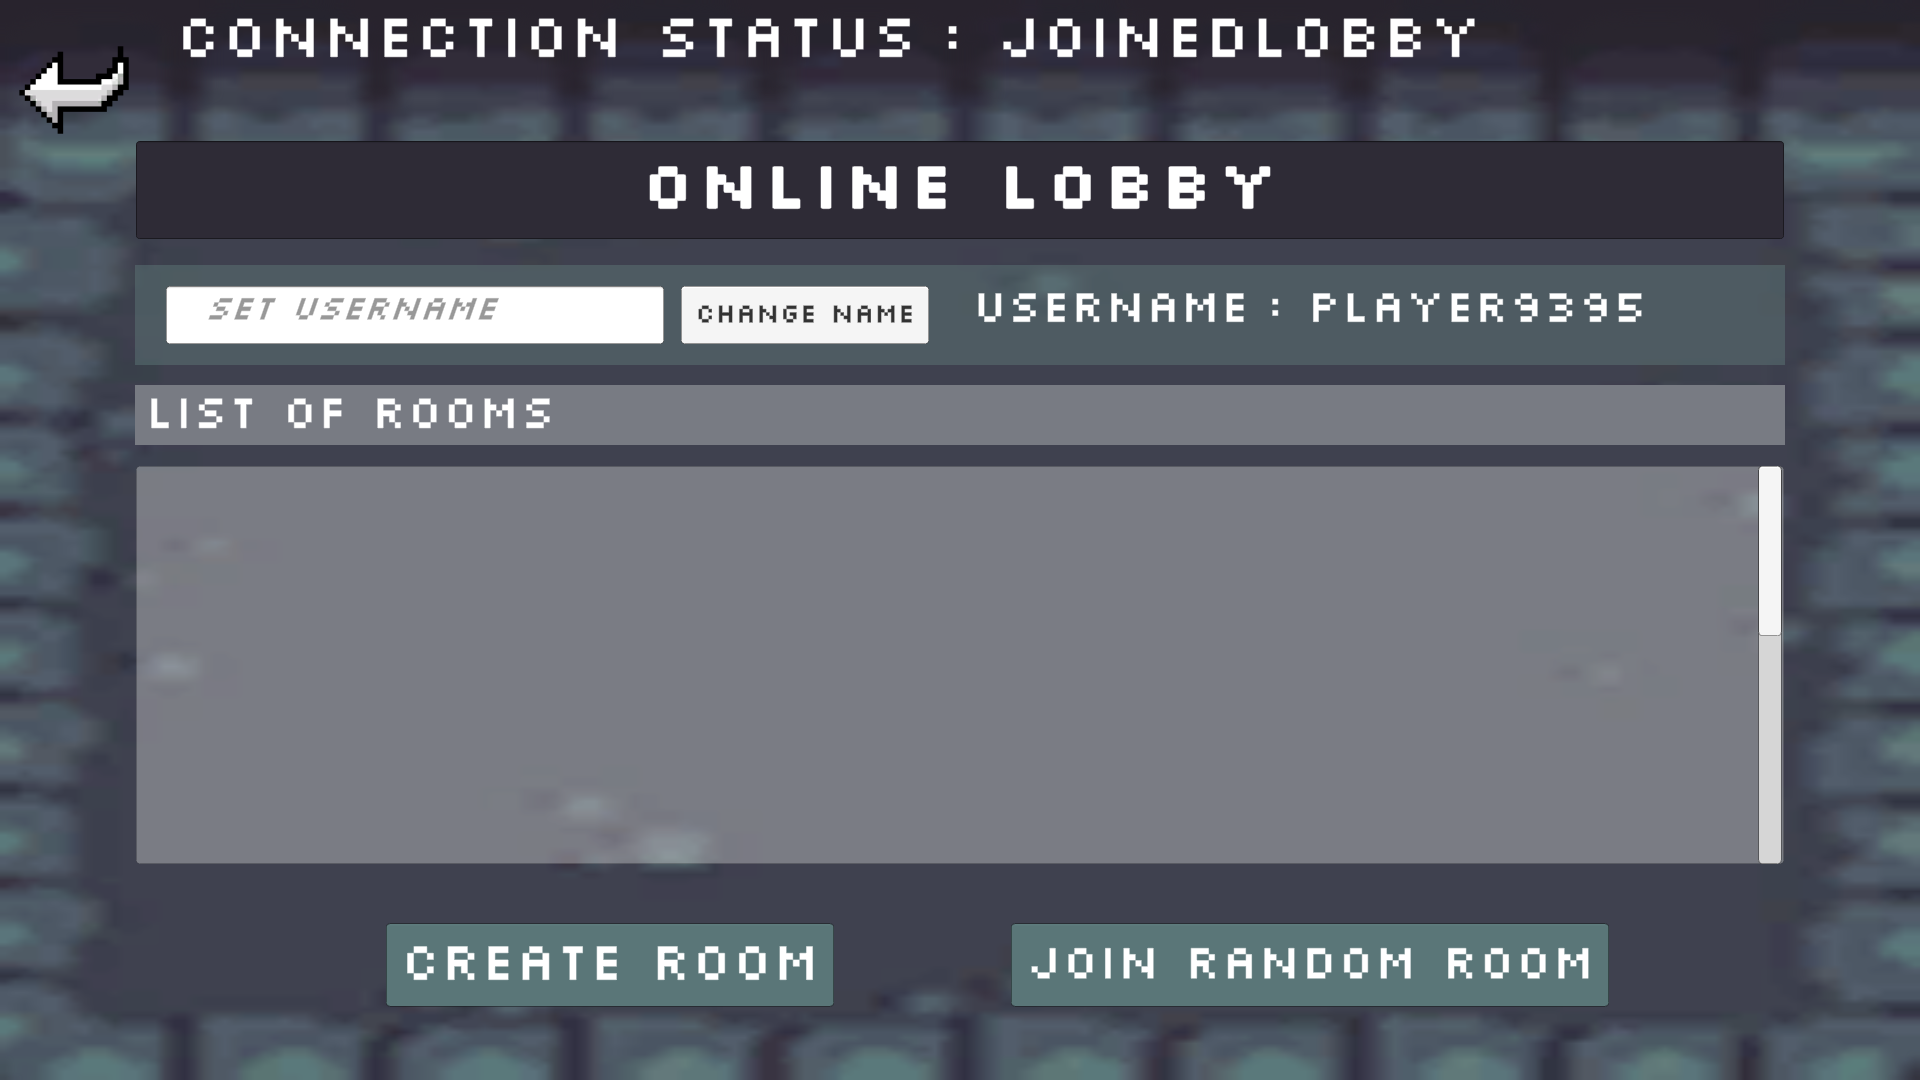 CONNECTION STATUS : JOINEDLOBBY
ONLINE LOBBY
SET USERNAME
CHANGE NAME
USERNAME : PLAYER9395
LIST OF ROOMS
CREATE ROOM
JOIN RANDOM ROOM